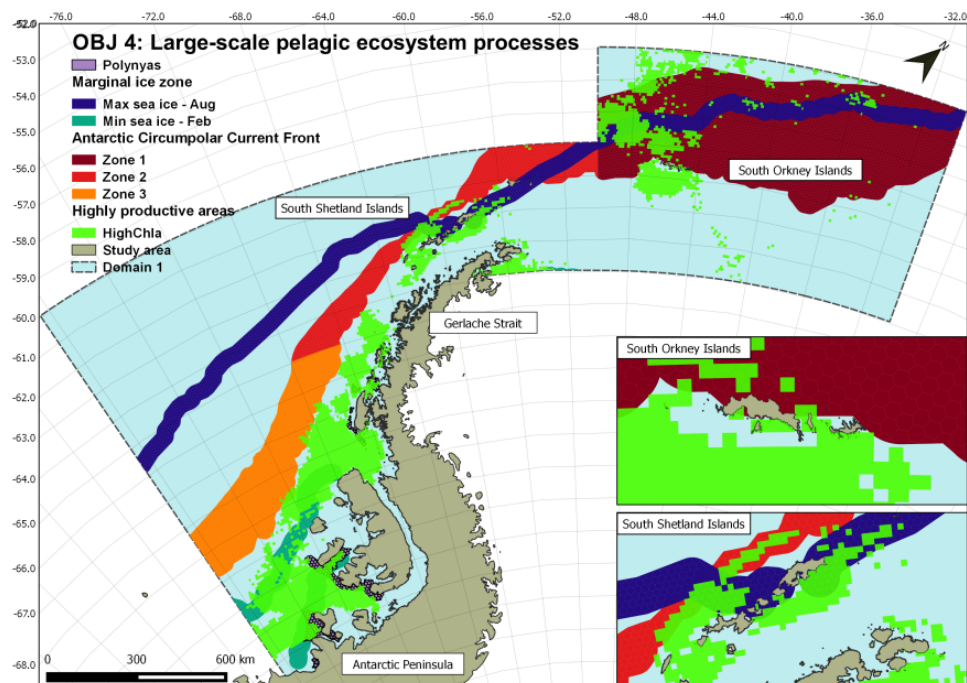 -52.0 -76.0 -72.0 -68.0 -64.0 -60.0 -56.0 -52.0 -48.0 -44.0 -40.0 -36.0 -32.0
OBJ 4: Large-scale pelagic ecosystem processes
N
Polynyas
Marginal ice zone
Max sea ice - Aug
Min sea ice - Feb
Antarctic Circumpolar Current Front
Zone 1
Zone 2
Zone 3
Highly productive areas
HighChla
Study area
Domain 1
-53.0
-54.0
-55.0
-56.0
-57.0
-58.0
-59.0
-60.0
-61.0
-62.0
-63.0
-64.0
-65.0
-66.0
-67.0
-68.0
South Orkney Islands
South Shetland Islands
Gerlache Strait
South Orkney Islands
South Shetland Islands
Antarctic Peninsula
0 300 600 km